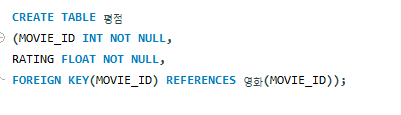 CREATE TABLE 평점
(MOVIE_ID INT NOT NULL,
RATING FLOAT NOT NULL,
FOREIGN KEY(MOVIE_ID) REFERENCES 영화(MOVIE_ID));